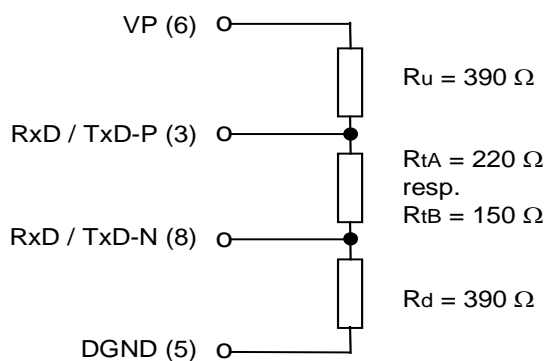 VP (6)
Ru = 390 Ω
RxD / TxD-P (3)
RtA = 220 Ω
resp.
RtB = 150 Ω
RxD / TxD-N (8)
Rd = 390 Ω
DGND (5)